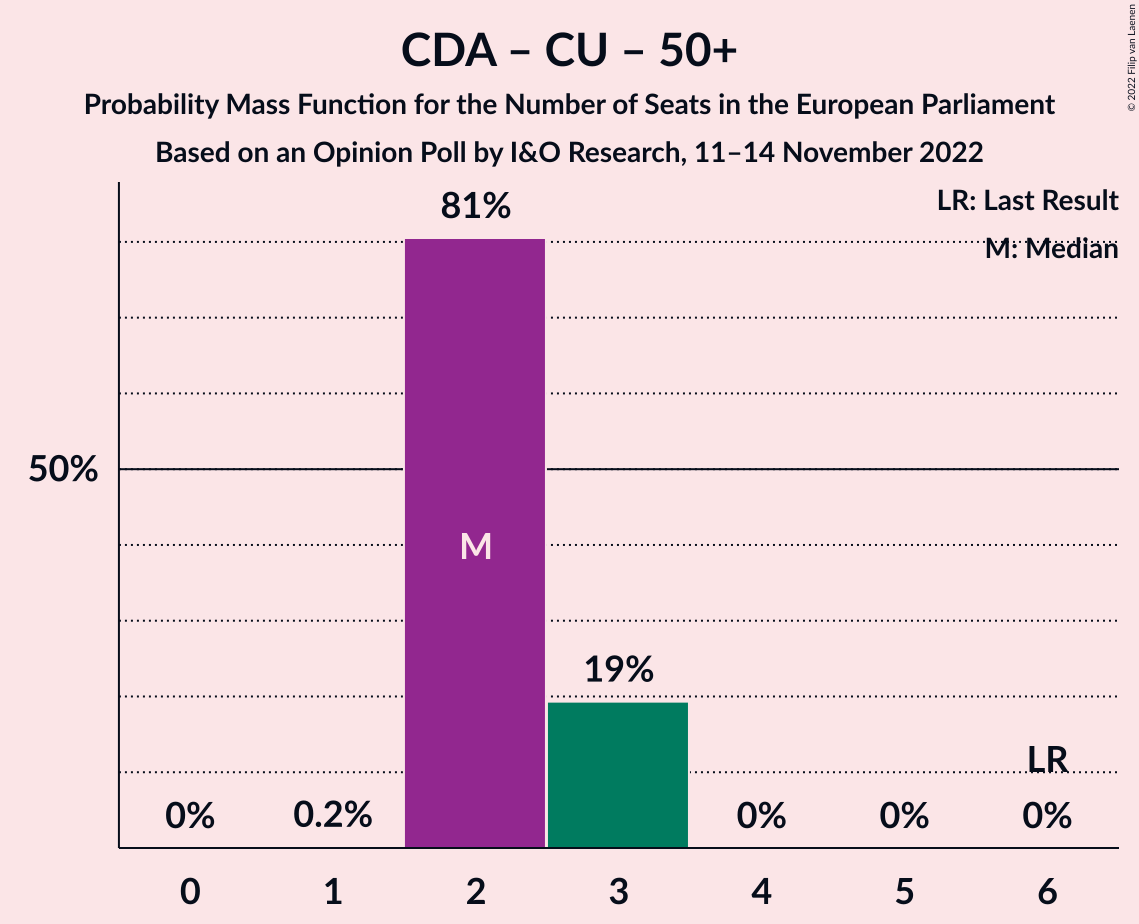 CDA – CU – 50+
Probability Mass Function for the Number of Seats in the European Parliament
Based on an Opinion Poll by I&O Research, 11–14 November 2022
© 2022 Filip van Laenen
LR: Last Result
M: Median
81%
50%
M
19%
LR
0% 0.2% 0% 0% 0%
0 1 2 3 4 5 6